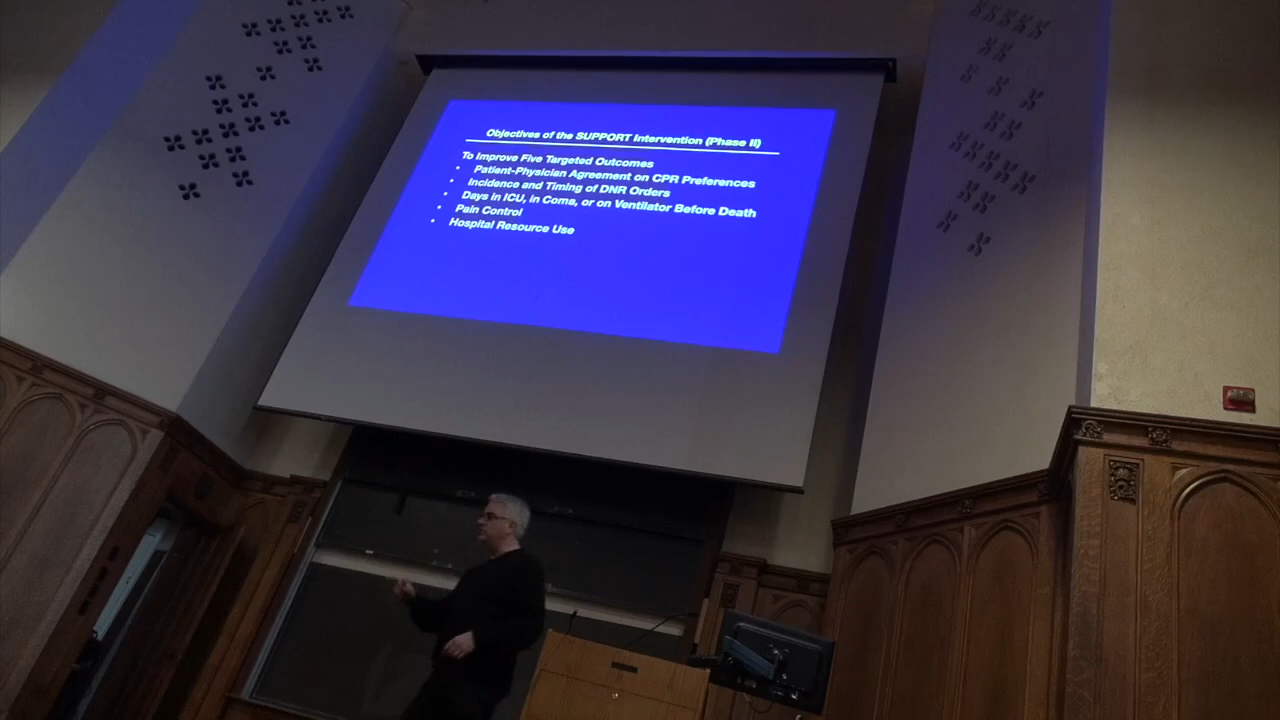 Objectives of the SUPPORT Intervention (Phase II)
To Improve Five Targeted Outcomes
• Patient-Physician Agreement on CPR Preferences
• Incidence and Timing of DNR Orders
• Days in ICU, in Coma, or on Ventilator Before Death
• Pain Control
• Hospital Resource Use